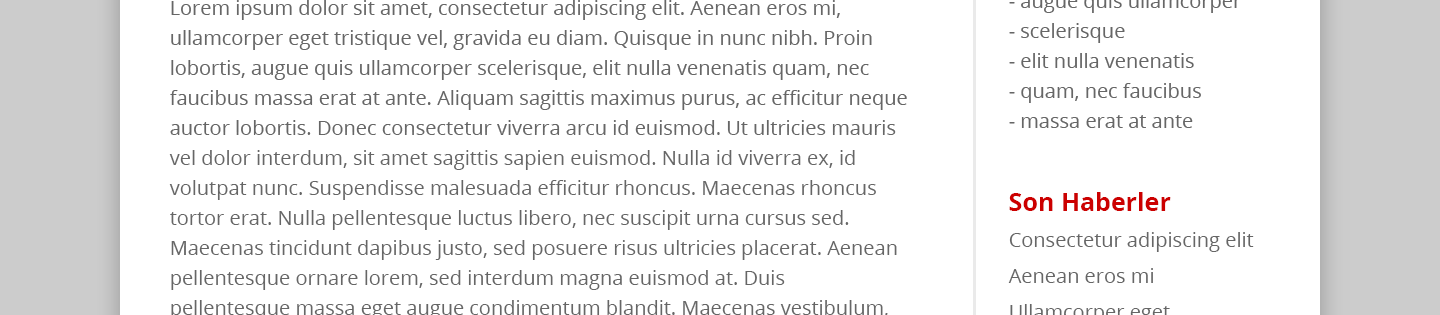 Lorem ipsum dolor sit amet, consectetur adipiscing elit. Aenean eros mi,
ullamcorper eget tristique vel, gravida eu diam. Quisque in nunc nibh. Proin
lobortis, augue quis ullamcorper scelerisque, elit nulla venenatis quam, nec
faucibus massa erat at ante. Aliquam sagittis maximus purus, ac efficitur neque
auctor lobortis. Donec consectetur viverra arcu id euismod. Ut ultricies mauris
vel dolor interdum, sit amet sagittis sapien euismod. Nulla id viverra ex, id
volutpat nunc. Suspendisse malesuada efficitur rhoncus. Maecenas rhoncus
tortor erat. Nulla pellentesque luctus libero, nec suscipit urna cursus sed.
Maecenas tincidunt dapibus justo, sed posuere risus ultricies placerat. Aenean
pellentesque ornare lorem, sed interdum magna euismod at. Duis
pellentesque massa eget augue condimentum blandit. Maecenas vestibulum,
- augue quis ullamcorper
- scelerisque
- elit nulla venenatis
- quam, nec faucibus
- massa erat at ante
Son Haberler
Consectetur adipiscing elit
Aenean eros mi
Ullamcorper eget